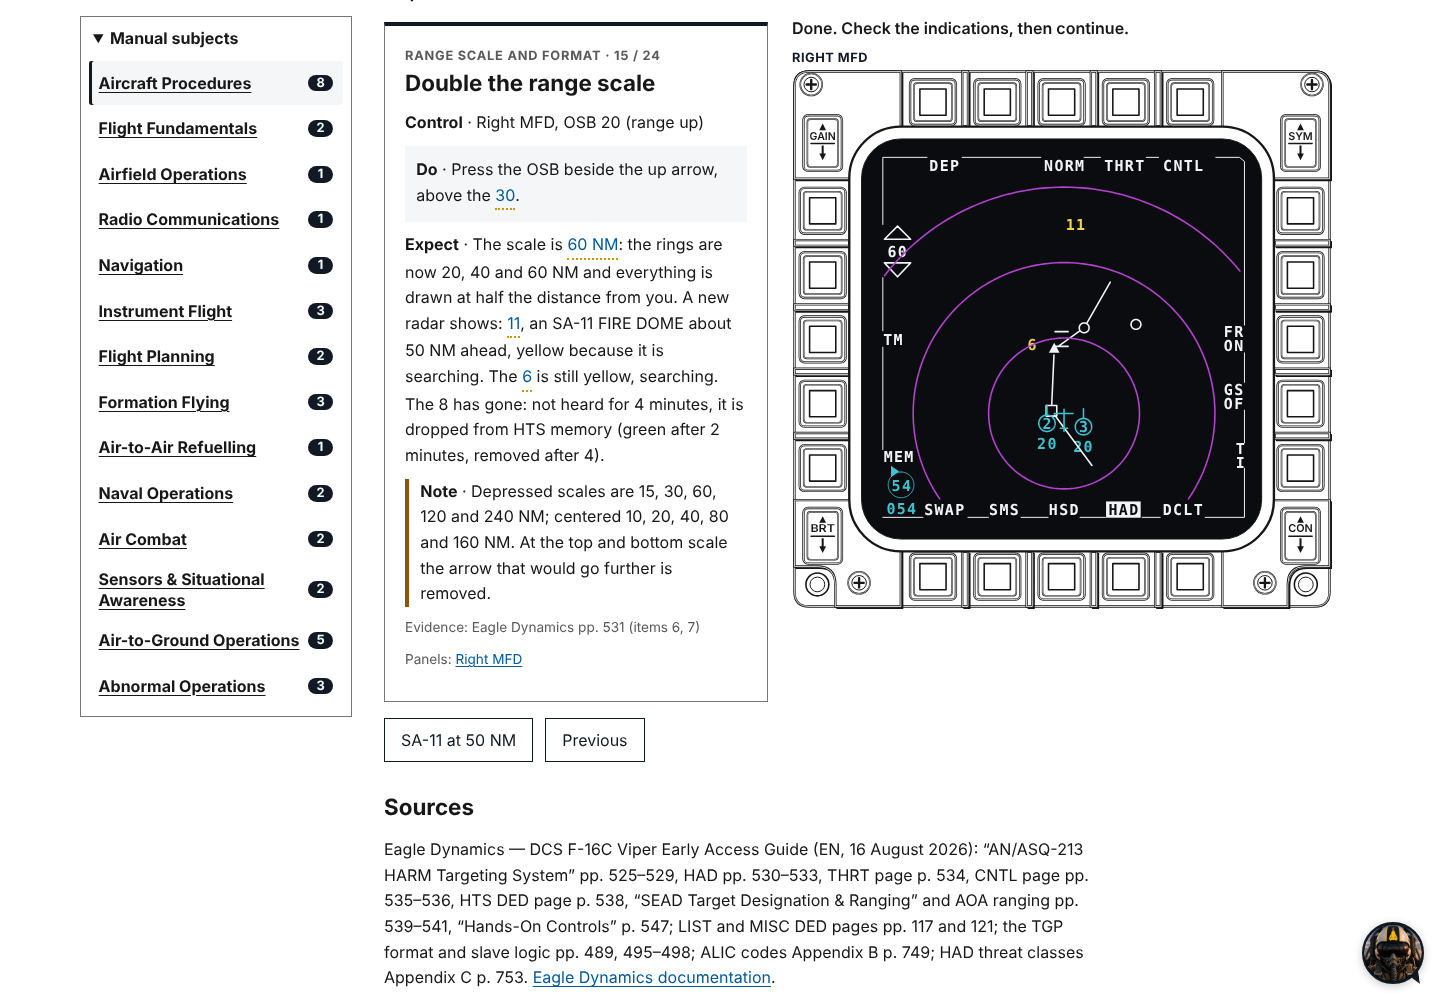 ▼ Manual subjects
Aircraft Procedures 8
Flight Fundamentals 2
Airfield Operations 1
Radio Communications 1
Navigation 1
Instrument Flight 3
Flight Planning 2
Formation Flying 3
Air-to-Air Refuelling 1
Naval Operations 2
Air Combat 2
Sensors & Situational
Awareness 2
Air-to-Ground Operations 5
Abnormal Operations 3
RANGE SCALE AND FORMAT · 15 / 24
Double the range scale
Control · Right MFD, OSB 20 (range up)
Do · Press the OSB beside the up arrow,
above the 30.
Expect · The scale is 60 NM: the rings are
now 20, 40 and 60 NM and everything is
drawn at half the distance from you. A new
radar shows: 11, an SA-11 FIRE DOME about
50 NM ahead, yellow because it is
searching. The 6 is still yellow, searching.
The 8 has gone: not heard for 4 minutes, it is
dropped from HTS memory (green after 2
minutes, removed after 4).
Note · Depressed scales are 15, 30, 60,
120 and 240 NM; centered 10, 20, 40, 80
and 160 NM. At the top and bottom scale
the arrow that would go further is
removed.
Evidence: Eagle Dynamics pp. 531 (items 6, 7)
Panels: Right MFD
SA-11 at 50 NM
Previous
Done. Check the indications, then continue.
RIGHT MFD
GAIN
SYM
DEP NORM THRT CNTL
11
60
TM
6
FR
ON
GS
OF
2 3
20 20
T
I
MEM
54
054 SWAP SMS HSD HAD DCLT
BRT
CON
Sources
Eagle Dynamics — DCS F-16C Viper Early Access Guide (EN, 16 August 2026): “AN/ASQ-213
HARM Targeting System” pp. 525–529, HAD pp. 530–533, THRT page p. 534, CNTL page pp.
535–536, HTS DED page p. 538, “SEAD Target Designation & Ranging” and AOA ranging pp.
539–541, “Hands-On Controls” p. 547; LIST and MISC DED pages pp. 117 and 121; the TGP
format and slave logic pp. 489, 495–498; ALIC codes Appendix B p. 749; HAD threat classes
Appendix C p. 753. Eagle Dynamics documentation.